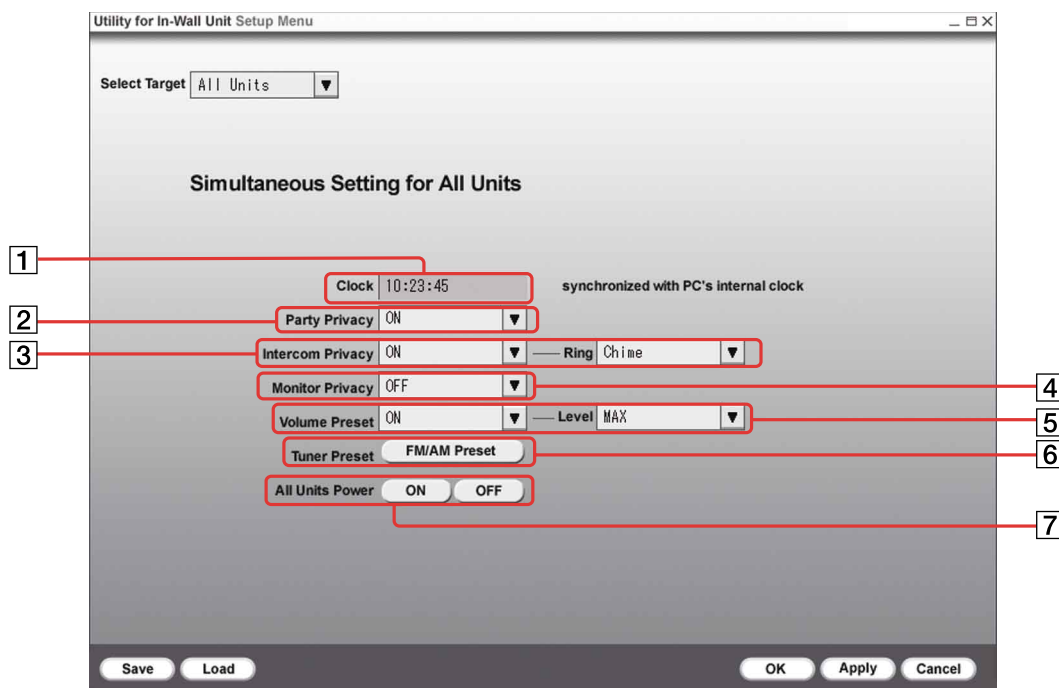 Utility for In-Wall Unit Setup Menu
Select Target All Units
Simultaneous Setting for All Units
1
Clock 10:23:45 synchronized with PC's internal clock
2
Party Privacy ON
3
Intercom Privacy ON Ring Chime
Monitor Privacy OFF
4
Volume Preset ON Level MAX
5
Tuner Preset FM/AM Preset
6
All Units Power ON OFF
7
Save Load OK Apply Cancel